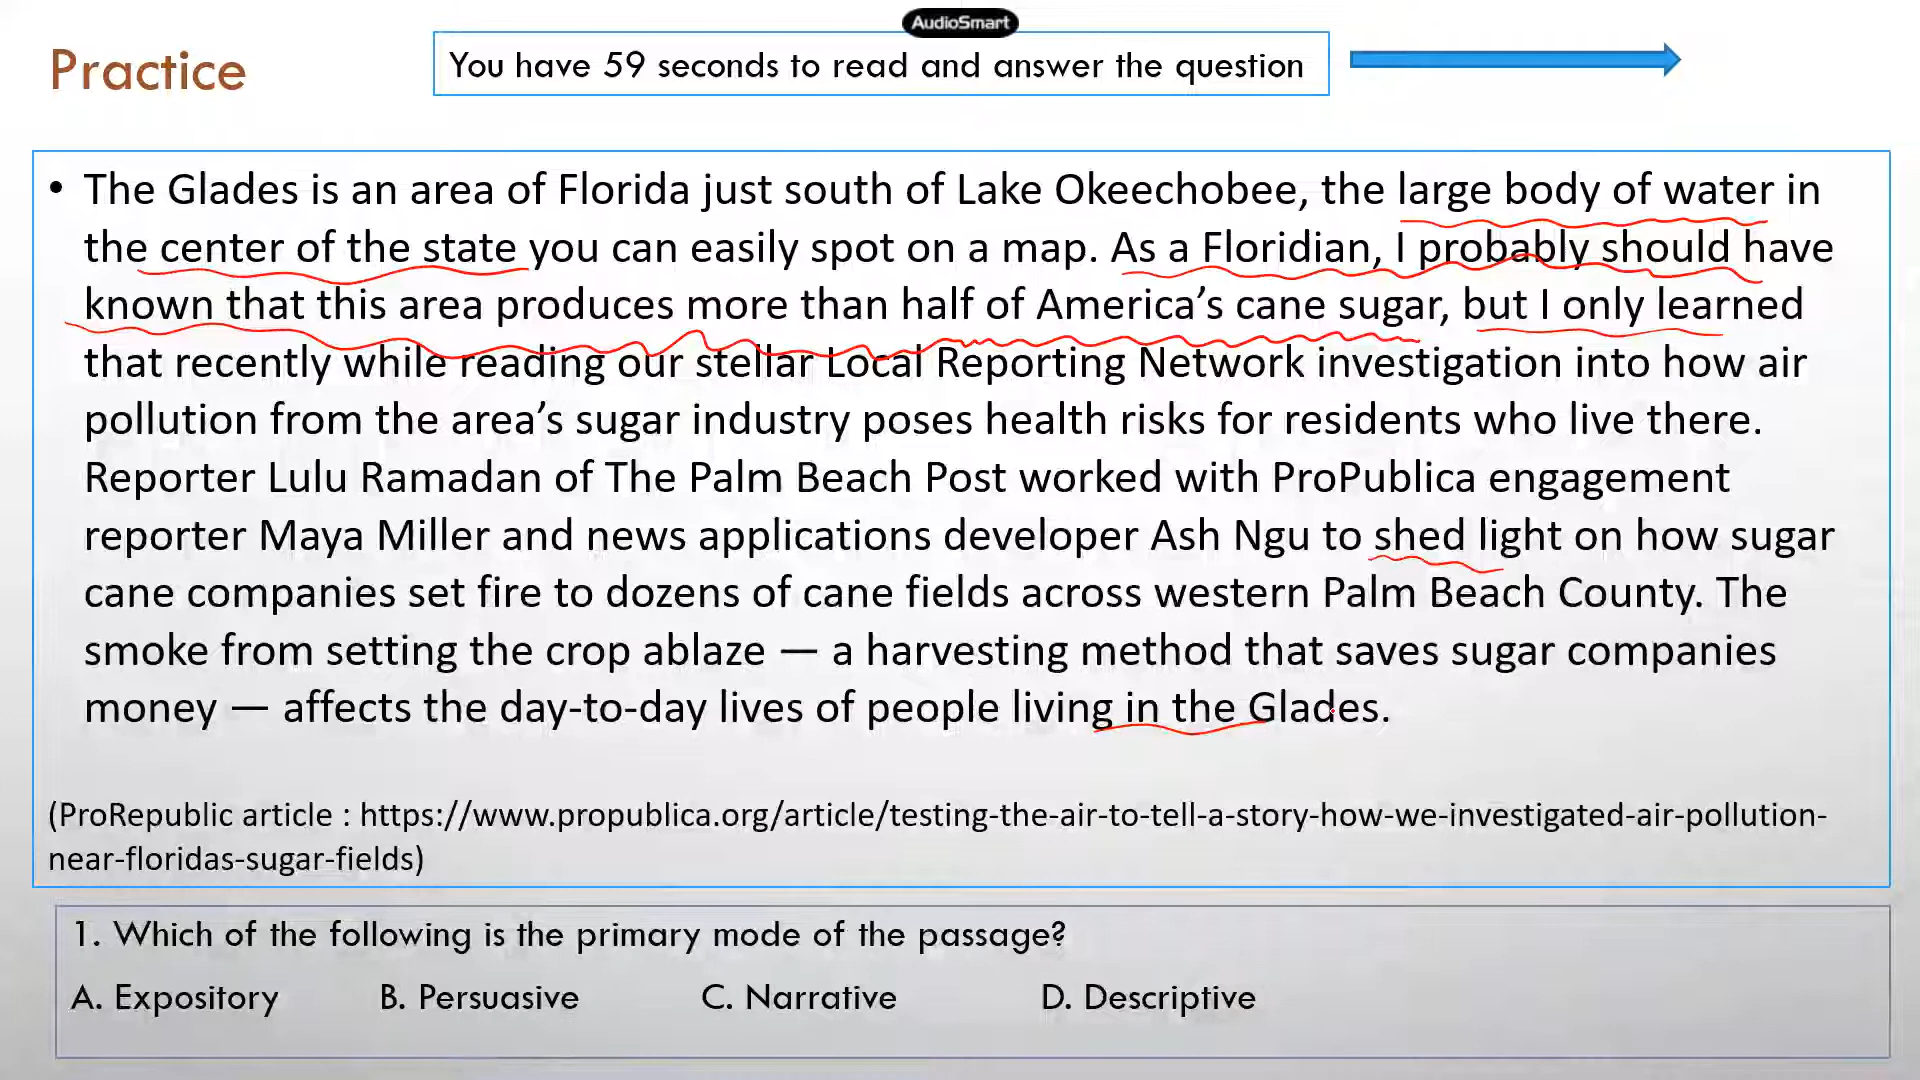 AudioSmart
Practice
You have 59 seconds to read and answer the question
• The Glades is an area of Florida just south of Lake Okeechobee, the large body of water in
the center of the state you can easily spot on a map. As a Floridian, I probably should have
known that this area produces more than half of America’s cane sugar, but I only learned
that recently while reading our stellar Local Reporting Network investigation into how air
pollution from the area’s sugar industry poses health risks for residents who live there.
Reporter Lulu Ramadan of The Palm Beach Post worked with ProPublica engagement
reporter Maya Miller and news applications developer Ash Ngu to shed light on how sugar
cane companies set fire to dozens of cane fields across western Palm Beach County. The
smoke from setting the crop ablaze — a harvesting method that saves sugar companies
money — affects the day-to-day lives of people living in the Glades.
(ProRepublic article : https://www.propublica.org/article/testing-the-air-to-tell-a-story-how-we-investigated-air-pollution-
near-floridas-sugar-fields)
1. Which of the following is the primary mode of the passage?
A. Expository B. Persuasive C. Narrative D. Descriptive